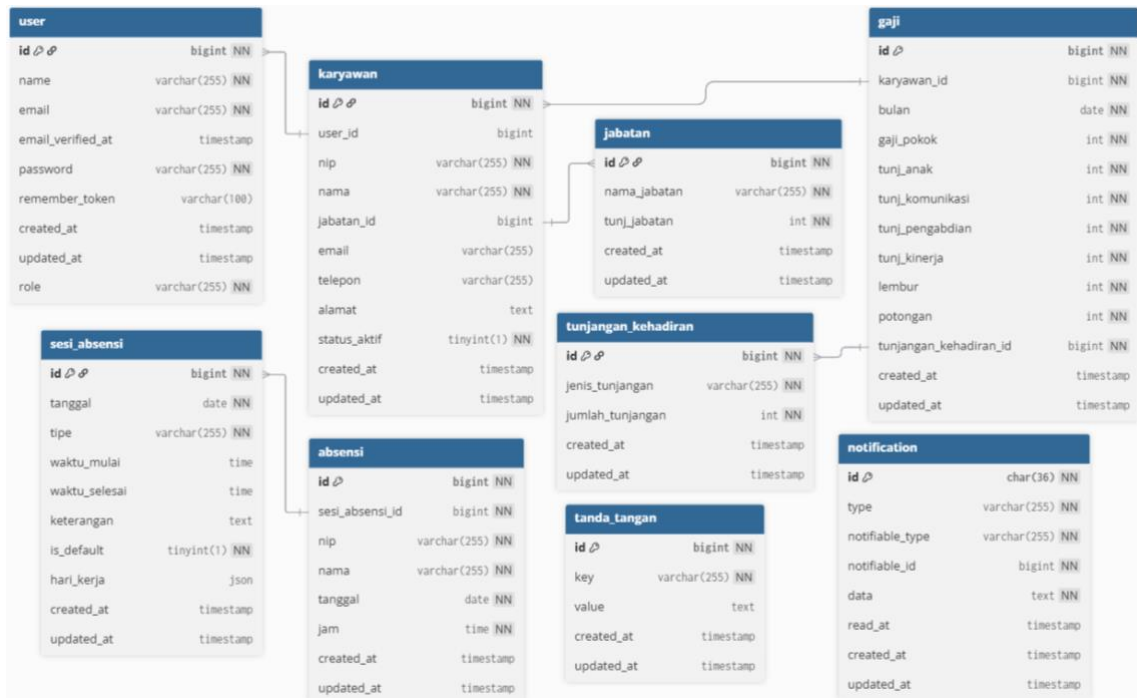 user
id bigint NN
name varchar(255) NN
email varchar(255) NN
email_verified_at timestamp
password varchar(255) NN
remember_token varchar(100)
created_at timestamp
updated_at timestamp
role varchar(255) NN
karyawan
id bigint NN
user_id bigint
nip varchar(255) NN
nama varchar(255) NN
jabatan_id bigint
email varchar(255)
telepon varchar(255)
alamat text
status_aktif tinyint(1) NN
created_at timestamp
updated_at timestamp
jabatan
id bigint NN
nama_jabatan varchar(255) NN
tunj_jabatan int NN
created_at timestamp
updated_at timestamp
gaji
id bigint NN
karyawan_id bigint NN
bulan date NN
gaji_pokok int NN
tunj_anak int NN
tunj_komunikasi int NN
tunj_pengabdian int NN
tunj_kinerja int NN
lembur int NN
potongan int NN
tunjangan_kehadiran_id bigint NN
created_at timestamp
updated_at timestamp
sesi_absensi
id bigint NN
tanggal date NN
tipe varchar(255) NN
waktu_mulai time
waktu_selesai time
keterangan text
is_default tinyint(1) NN
hari_kerja json
created_at timestamp
updated_at timestamp
absensi
id bigint NN
sesi_absensi_id bigint NN
nip varchar(255) NN
nama varchar(255) NN
tanggal date NN
jam time NN
created_at timestamp
updated_at timestamp
tunjangan_kehadiran
id bigint NN
jenis_tunjangan varchar(255) NN
jumlah_tunjangan int NN
created_at timestamp
updated_at timestamp
tanda_tangan
id bigint NN
key varchar(255) NN
value text
created_at timestamp
updated_at timestamp
notification
id char(36) NN
type varchar(255) NN
notifiable_type varchar(255) NN
notifiable_id bigint NN
data text NN
read_at timestamp
created_at timestamp
updated_at timestamp